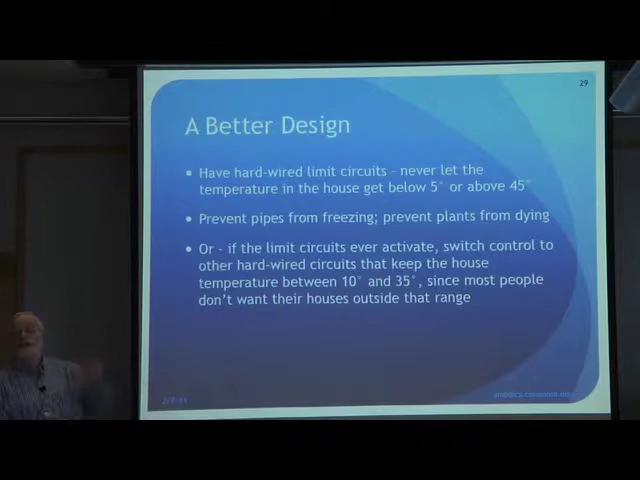 29
A Better Design
• Have hard-wired limit circuits – never let the
temperature in the house get below 5° or above 45°
• Prevent pipes from freezing; prevent plants from dying
• Or – if the limit circuits ever activate, switch control to
other hard-wired circuits that keep the house
temperature between 10° and 35°, since most people
don't want their houses outside that range